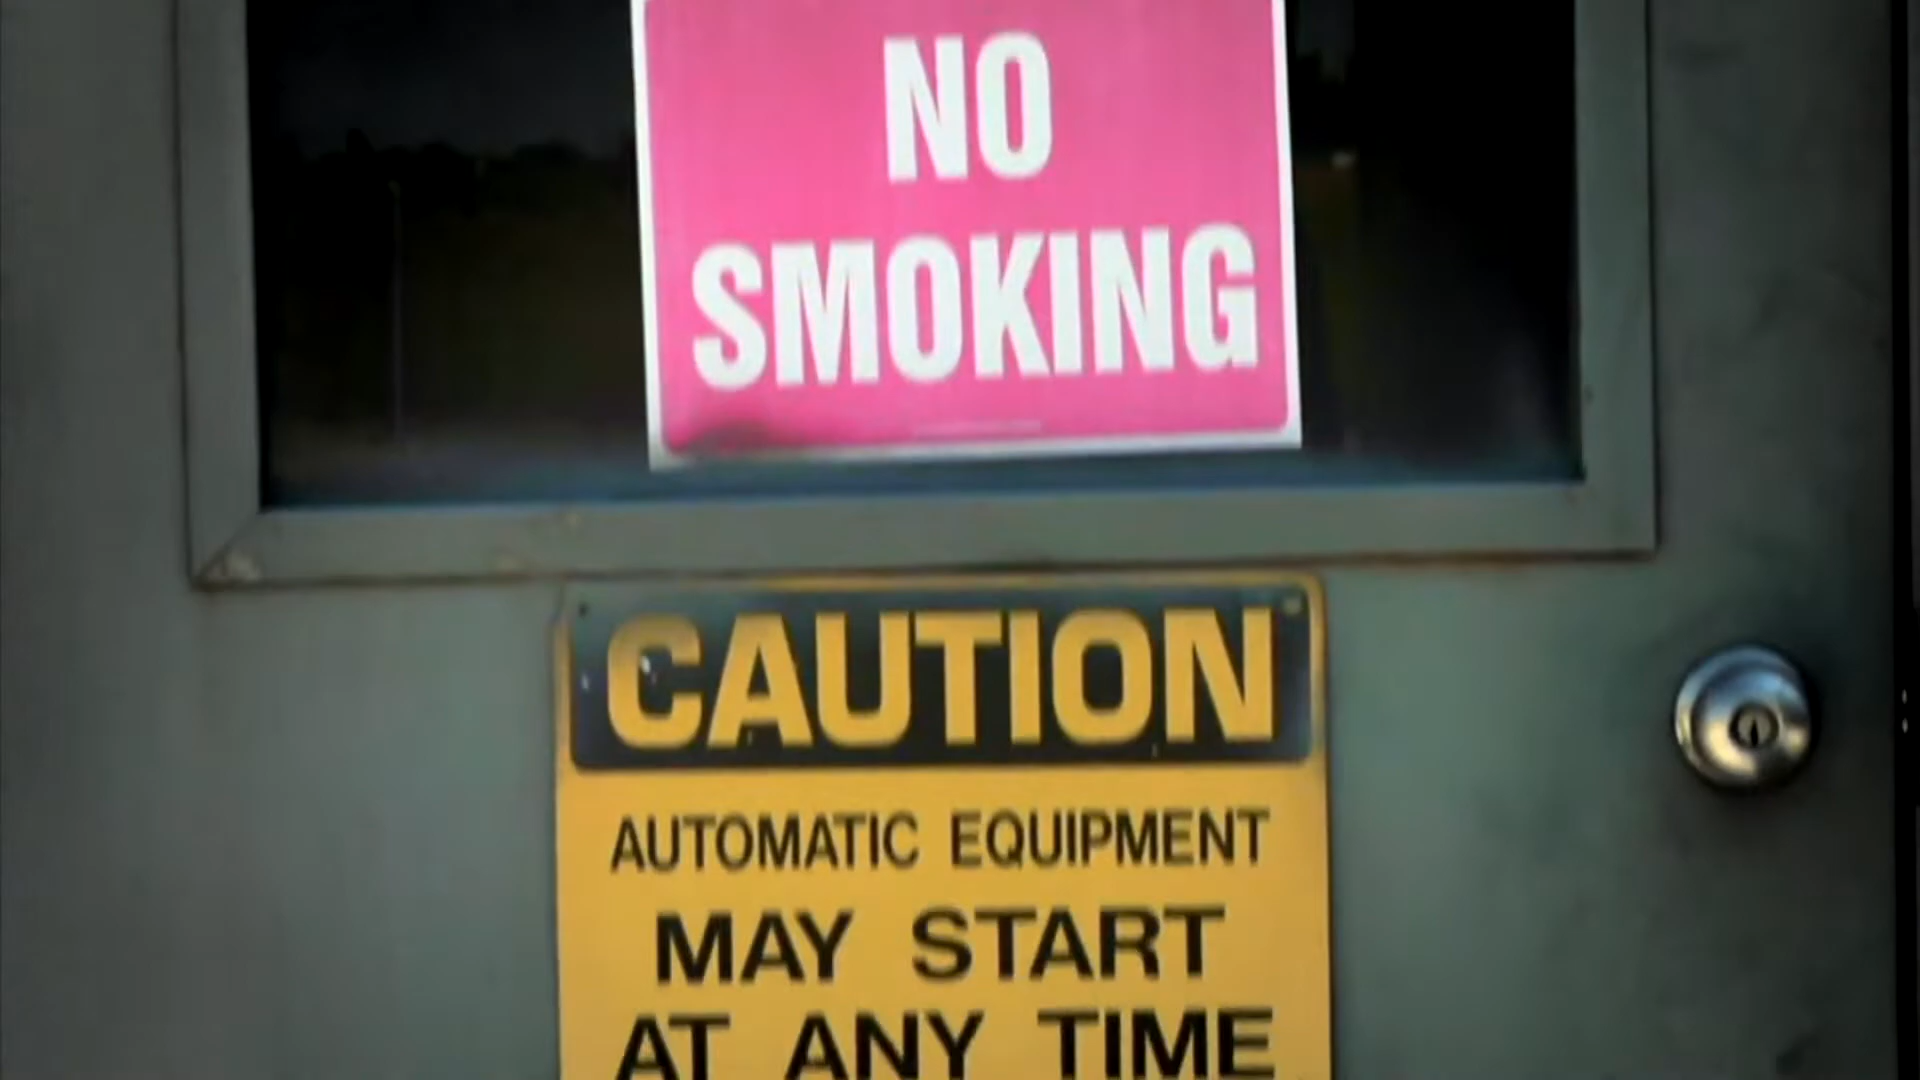 NO
SMOKING
CAUTION
AUTOMATIC EQUIPMENT
MAY START
AT ANY TIME